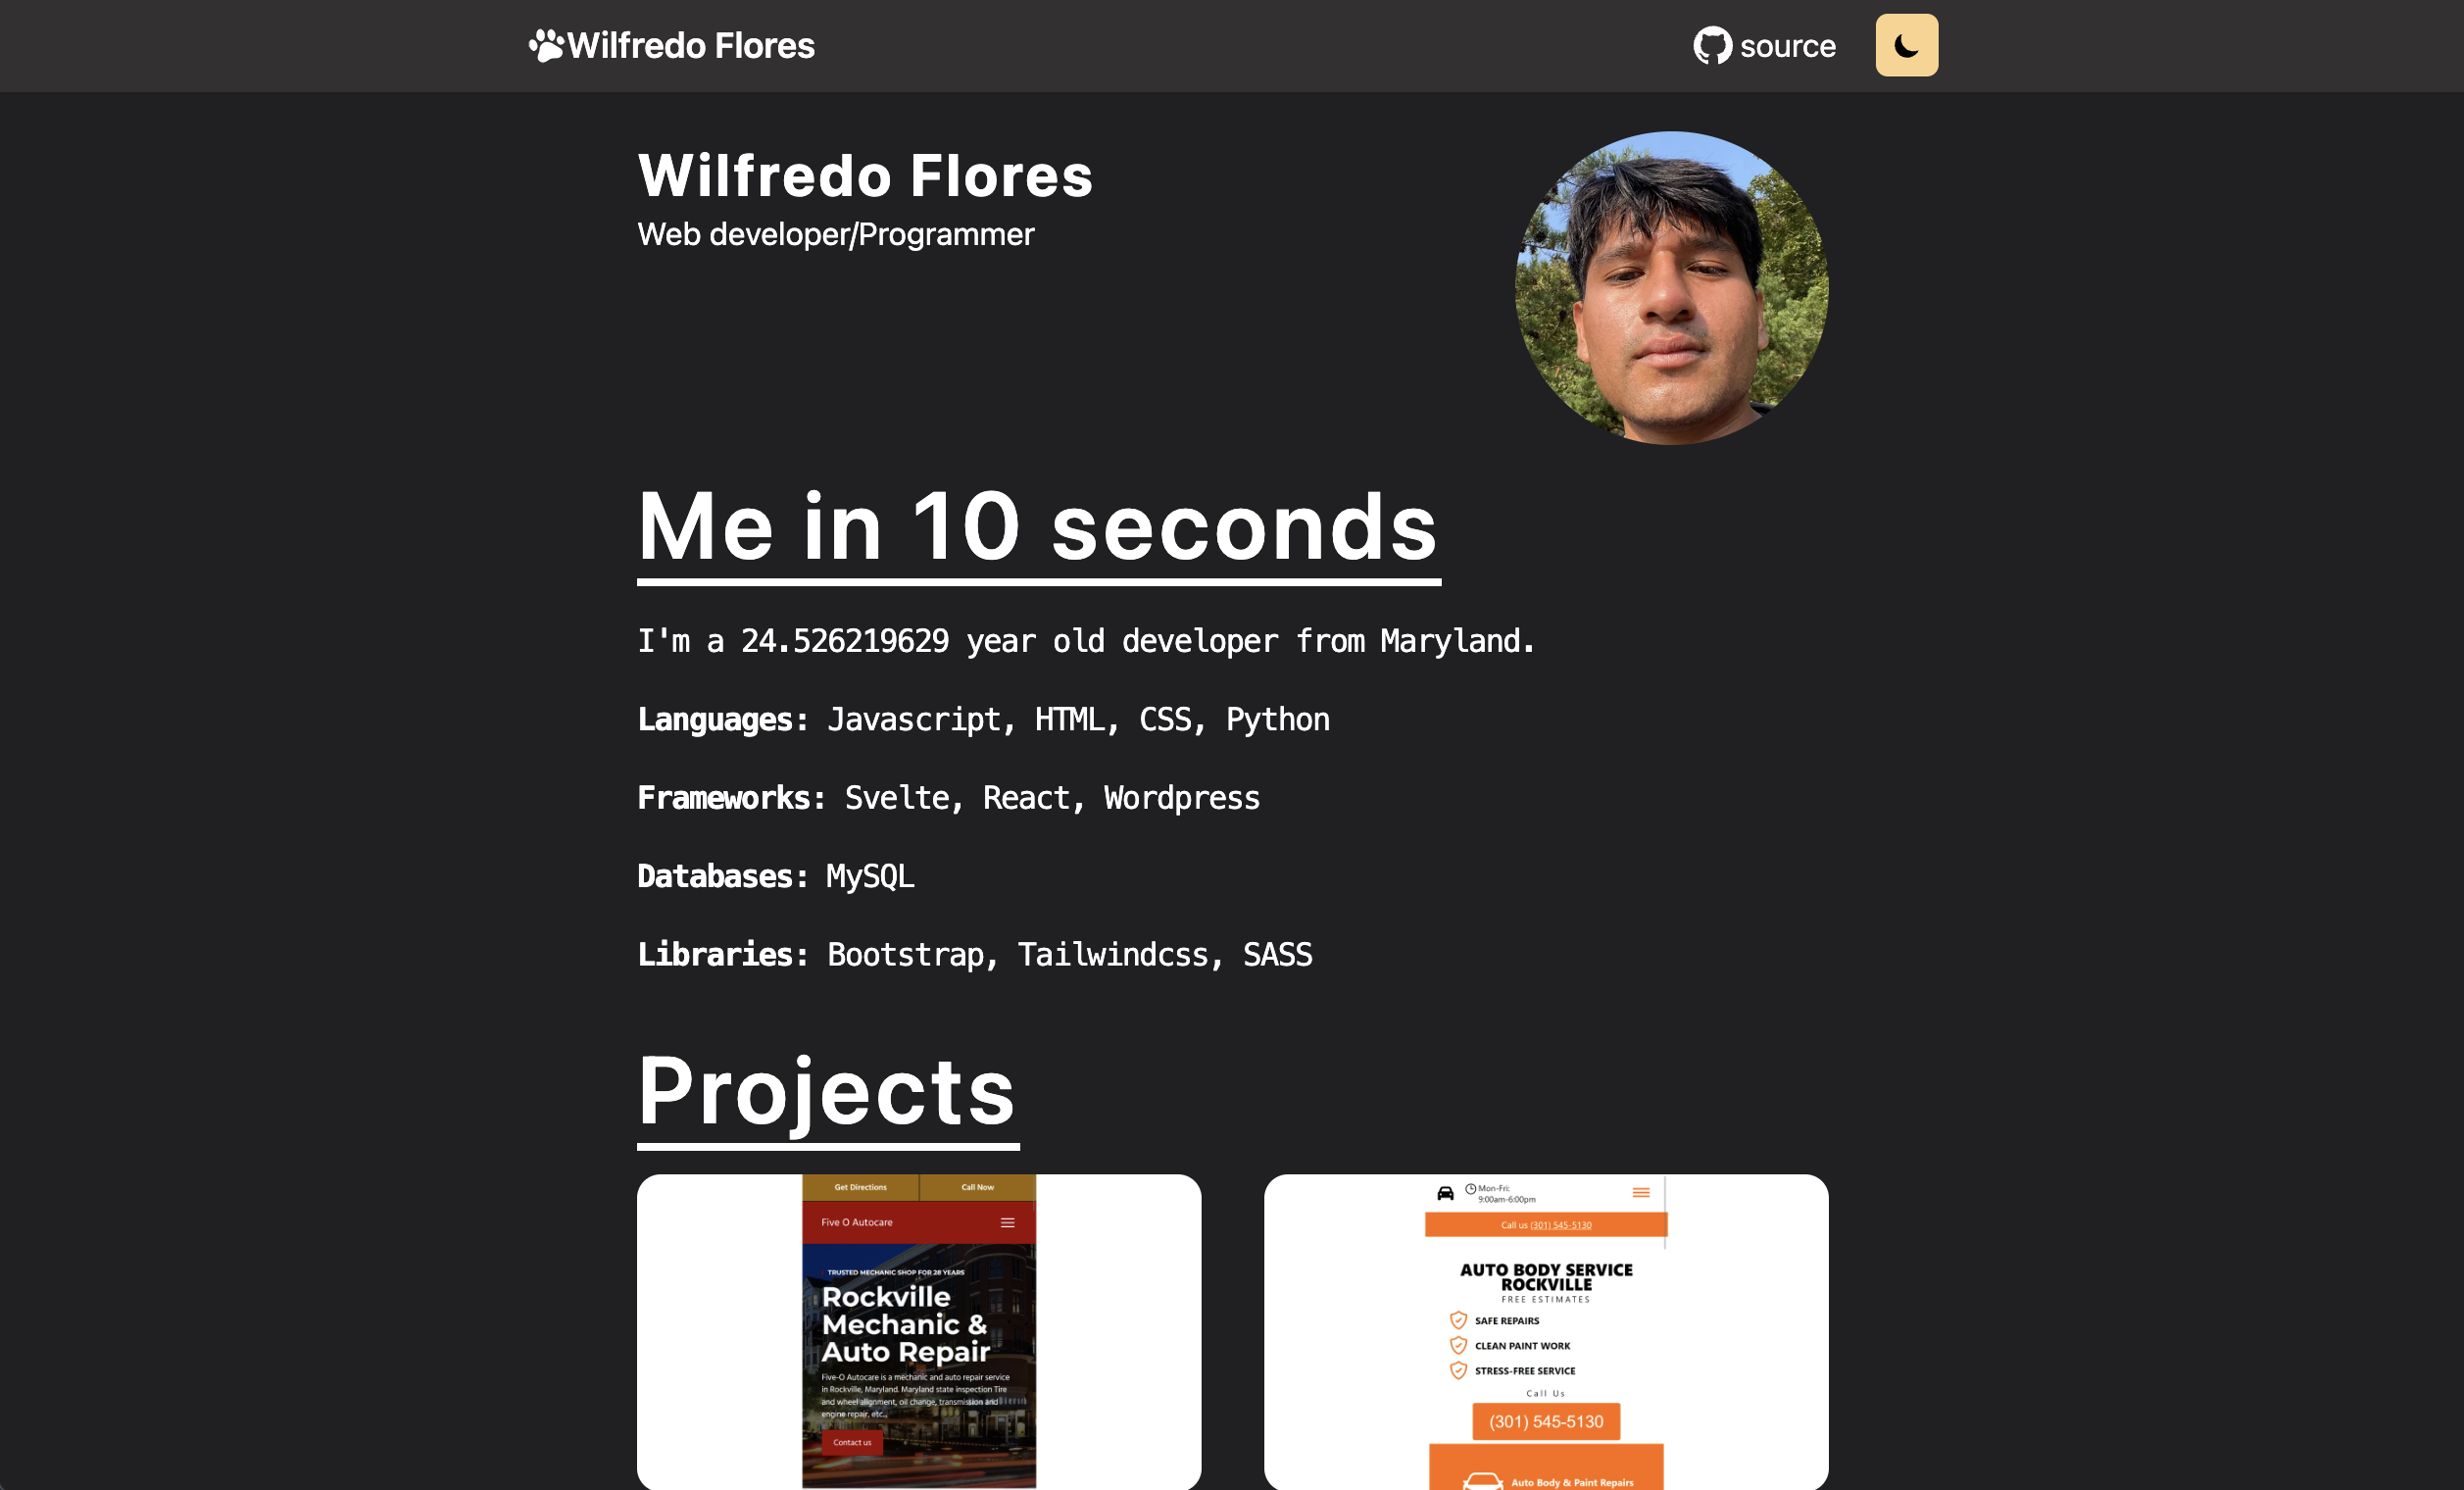 Wilfredo Flores
source
Wilfredo Flores
Web developer/Programmer
Me in 10 seconds
I'm a 24.526219629 year old developer from Maryland.
Languages: Javascript, HTML, CSS, Python
Frameworks: Svelte, React, Wordpress
Databases: MySQL
Libraries: Bootstrap, Tailwindcss, SASS
Projects
Get Directions
Call Now
Five O Autocare
TRUSTED MECHANIC SHOP FOR 28 YEARS
Rockville
Mechanic &
Auto Repair
Five-O Autocare is a mechanic and auto repair service
in Rockville, Maryland. Maryland state inspection Tire
and wheel alignment, oil change, transmission and
engine repair, etc..,
Contact us
Mon-Fri:
9:00am-6:00pm
Call us (301) 545-5130
AUTO BODY SERVICE
ROCKVILLE
FREE ESTIMATES
SAFE REPAIRS
CLEAN PAINT WORK
STRESS-FREE SERVICE
Call Us
(301) 545-5130
Auto Body & Paint Repairs